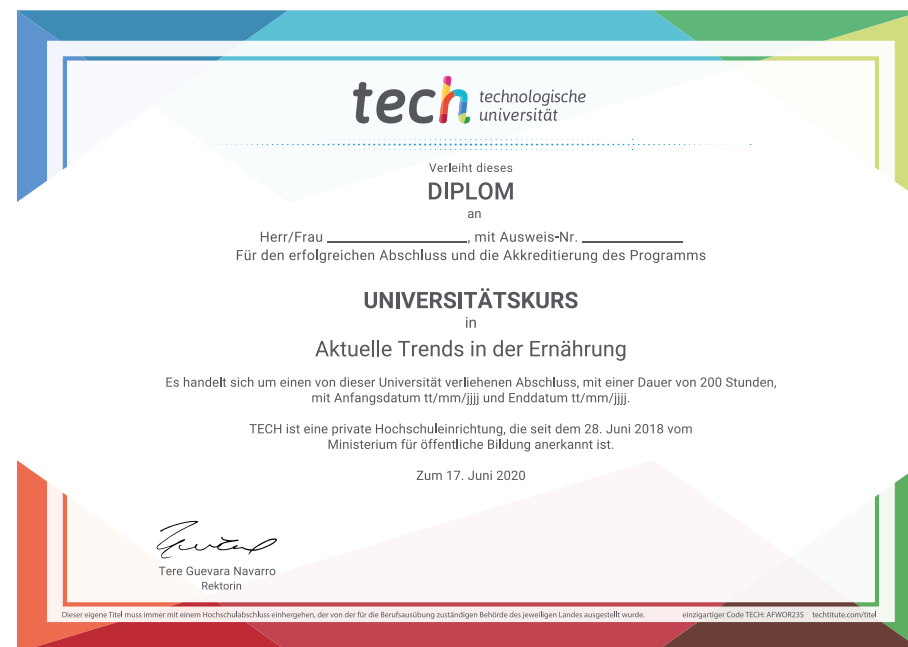 tech technologische
universität
Verleiht dieses
DIPLOM
an
Herr/Frau ____________________, mit Ausweis-Nr. ______________
Für den erfolgreichen Abschluss und die Akkreditierung des Programms
UNIVERSITÄTSKURS
in
Aktuelle Trends in der Ernährung
Es handelt sich um einen von dieser Universität verliehenen Abschluss, mit einer Dauer von 200 Stunden,
mit Anfangsdatum tt/mm/jjjj und Enddatum tt/mm/jjjj.
TECH ist eine private Hochschuleinrichtung, die seit dem 28. Juni 2018 vom
Ministerium für öffentliche Bildung anerkannt ist.
Zum 17. Juni 2020
Tere Guevara Navarro
Rektorin
Dieser eigene Titel muss immer mit einem Hochschulabschluss einhergehen, der von der für die Berufsausübung zuständigen Behörde des jeweiligen Landes ausgestellt wurde. einzigartiger Code TECH: AFWOR23S techtitute.com/titel